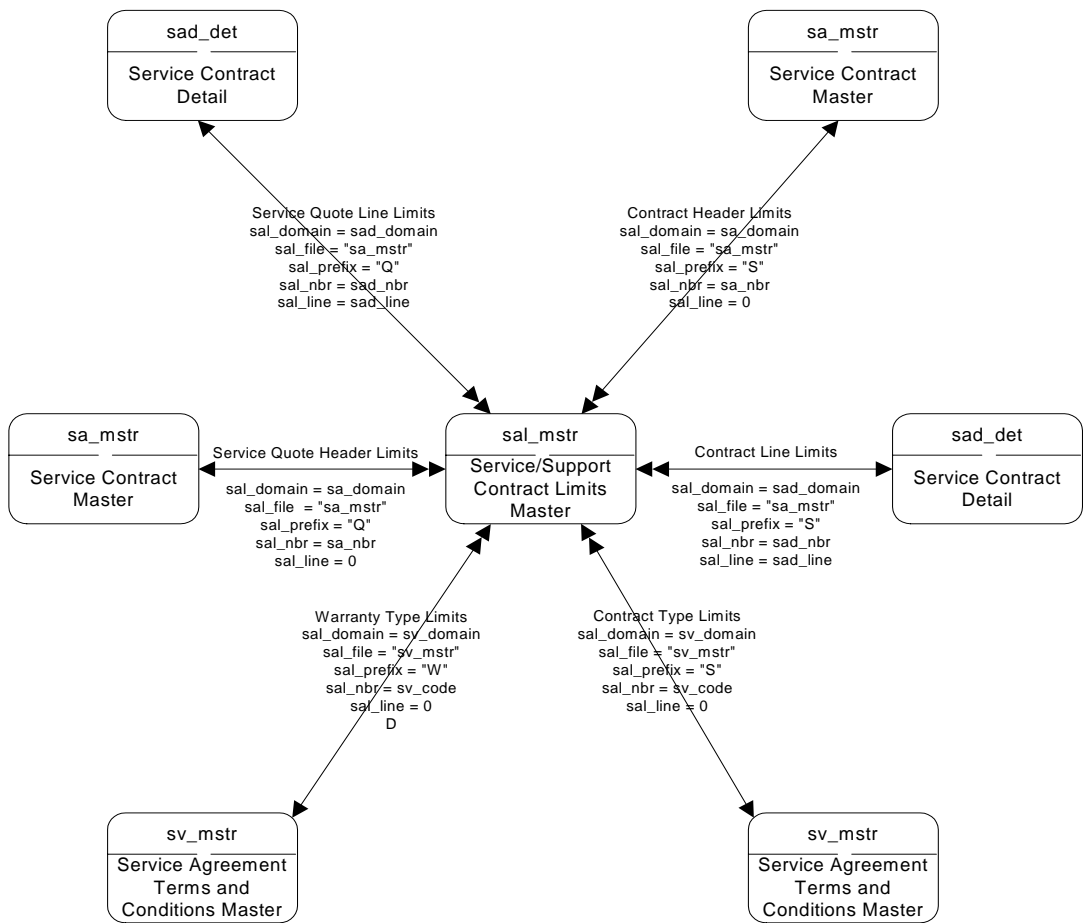 sad_det
Service Contract
Detail
sa_mstr
Service Contract
Master
Service Quote Line Limits
sal_domain = sad_domain
sal_file = "sa_mstr"
sal_prefix = "Q"
sal_nbr = sad_nbr
sal_line = sad_line
Contract Header Limits
sal_domain = sa_domain
sal_file = "sa_mstr"
sal_prefix = "S"
sal_nbr = sa_nbr
sal_line = 0
sa_mstr
Service Contract
Master
Service Quote Header Limits
sal_domain = sa_domain
sal_file = "sa_mstr"
sal_prefix = "Q"
sal_nbr = sa_nbr
sal_line = 0
sal_mstr
Service/Support
Contract Limits
Master
Contract Line Limits
sal_domain = sad_domain
sal_file = "sa_mstr"
sal_prefix = "S"
sal_nbr = sad_nbr
sal_line = sad_line
sad_det
Service Contract
Detail
Warranty Type Limits
sal_domain = sv_domain
sal_file = "sv_mstr"
sal_prefix = "W"
sal_nbr = sv_code
sal_line = 0
D
Contract Type Limits
sal_domain = sv_domain
sal_file = "sv_mstr"
sal_prefix = "S"
sal_nbr = sv_code
sal_line = 0
sv_mstr
Service Agreement
Terms and
Conditions Master
sv_mstr
Service Agreement
Terms and
Conditions Master